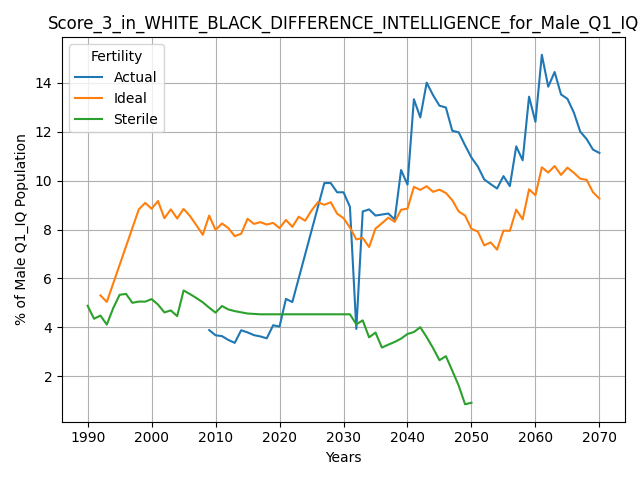 Score_3_in_WHITE_BLACK_DIFFERENCE_INTELLIGENCE_for_Male_Q1_IQ
Fertility
Actual
Ideal
Sterile
% of Male Q1_IQ Population
14
12
10
8
6
4
2
1990 2000 2010 2020 2030 2040 2050 2060 2070
Years